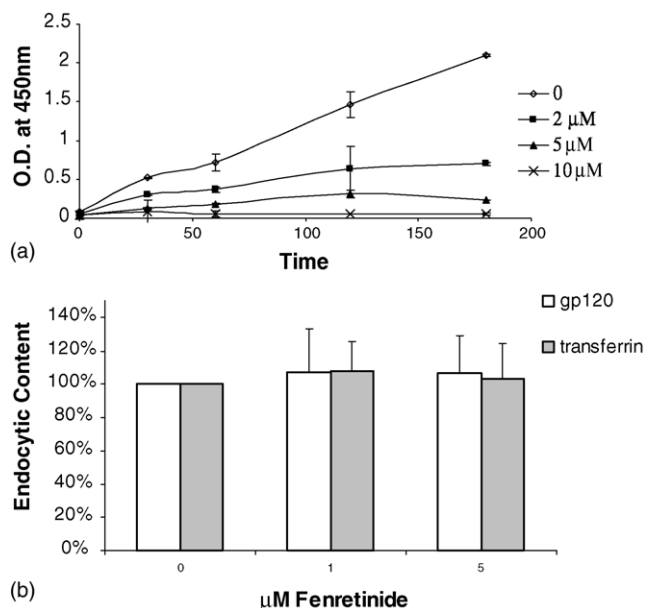 2.5
2
1.5
1
0.5
0
O.D. at 450nm
0
2 µM
5 µM
10 µM
0 50 100 150 200
(a) Time
140%
120%
100%
80%
60%
40%
20%
0%
Endocytic Content
gp120
transferrin
0 1 5
(b) µM Fenretinide